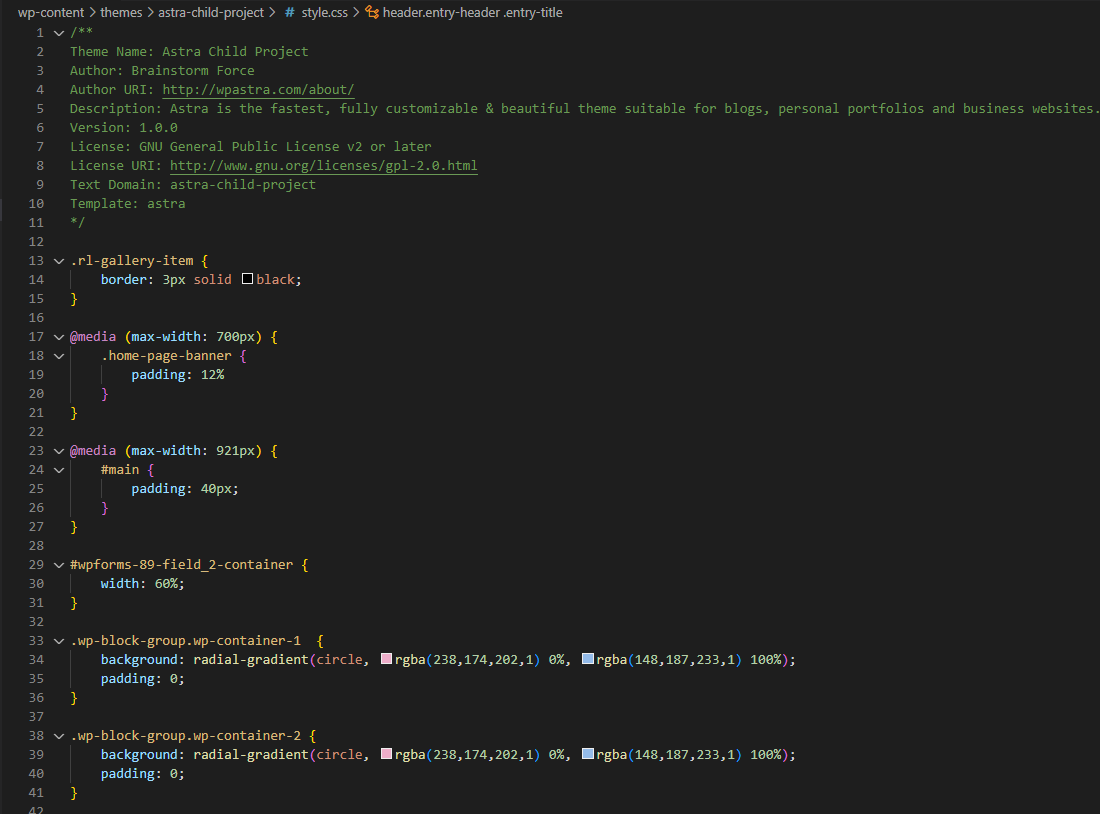 wp-content > themes > astra-child-project > # style.css > header.entry-header .entry-title
1 /**
2 Theme Name: Astra Child Project
3 Author: Brainstorm Force
4 Author URI: http://wpastra.com/about/
5 Description: Astra is the fastest, fully customizable & beautiful theme suitable for blogs, personal portfolios and business websites.
6 Version: 1.0.0
7 License: GNU General Public License v2 or later
8 License URI: http://www.gnu.org/licenses/gpl-2.0.html
9 Text Domain: astra-child-project
10 Template: astra
11 */
12
13 .rl-gallery-item {
14     border: 3px solid black;
15 }
16
17 @media (max-width: 700px) {
18     .home-page-banner {
19         padding: 12%
20     }
21 }
22
23 @media (max-width: 921px) {
24     #main {
25         padding: 40px;
26     }
27 }
28
29 #wpforms-89-field_2-container {
30     width: 60%;
31 }
32
33 .wp-block-group.wp-container-1  {
34     background: radial-gradient(circle, rgba(238,174,202,1) 0%, rgba(148,187,233,1) 100%);
35     padding: 0;
36 }
37
38 .wp-block-group.wp-container-2 {
39     background: radial-gradient(circle, rgba(238,174,202,1) 0%, rgba(148,187,233,1) 100%);
40     padding: 0;
41 }
42